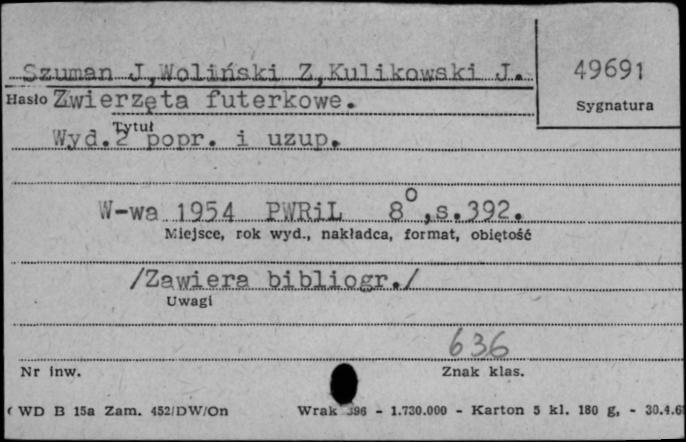 Szuman J,Woliński Z,Kulikowski J.
49691
Hasło Zwierzęta futerkowe.
Sygnatura
Tytuł
Wyd.2 popr. i uzup.
W-wa 1954 PWRiL 8°,s.392.
Miejsce, rok wyd., nakładca, format, objętość
/Zawiera bibliogr./
Uwagi
636
Nr inw.
Znak klas.
WD B 15a Zam. 452/DW/On Wrak 396 - 1.730.000 - Karton 5 kl. 180 g, - 30.4.6